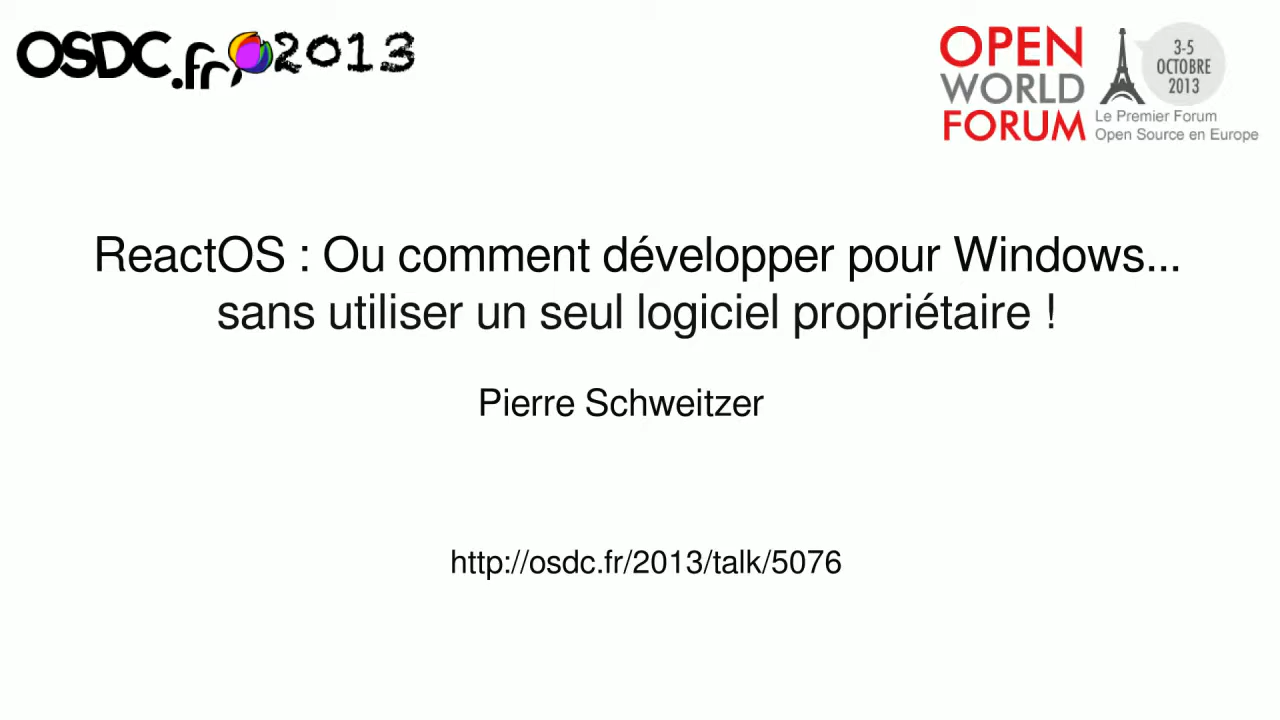 OSDC.fr 2013
OPEN
WORLD
FORUM
3-5
OCTOBRE
2013
Le Premier Forum
Open Source en Europe
ReactOS : Ou comment développer pour Windows...
sans utiliser un seul logiciel propriétaire !
Pierre Schweitzer
http://osdc.fr/2013/talk/5076